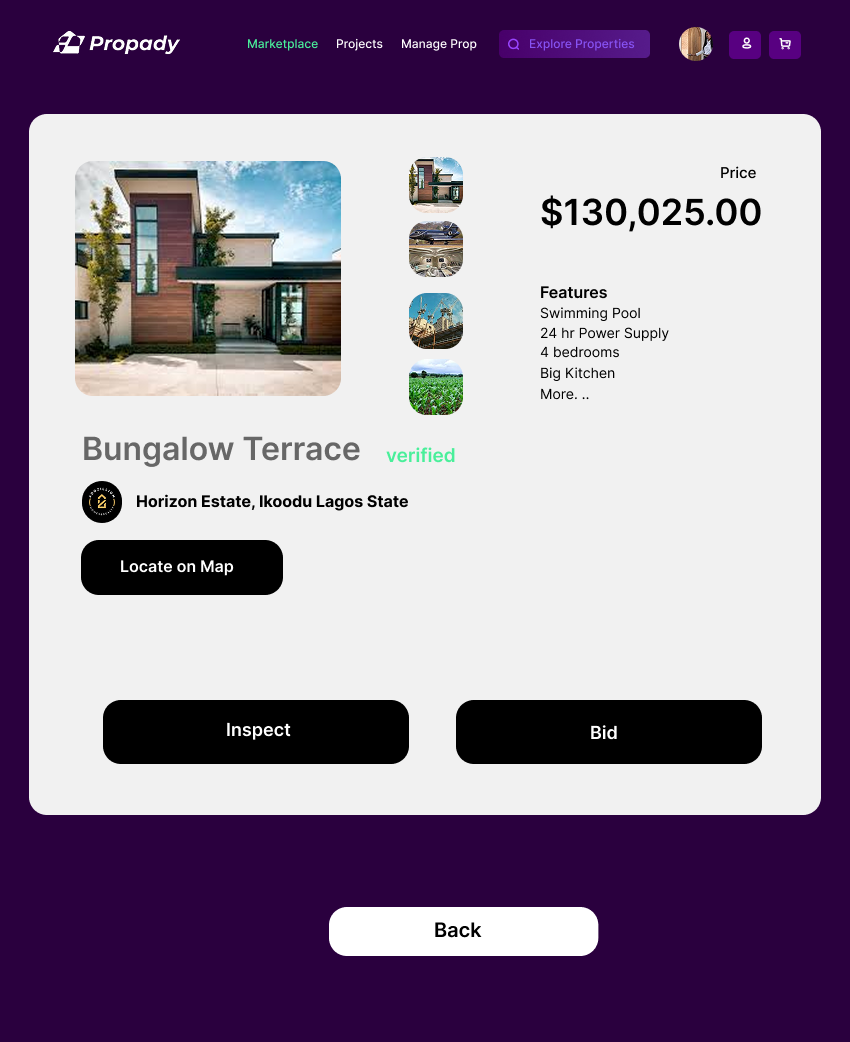 Propady
Marketplace Projects Manage Prop Explore Properties
Price
$130,025.00
Features
Swimming Pool
24 hr Power Supply
4 bedrooms
Big Kitchen
More. ..
Bungalow Terrace verified
Horizon Estate, Ikoodu Lagos State
Locate on Map
Inspect
Bid
Back